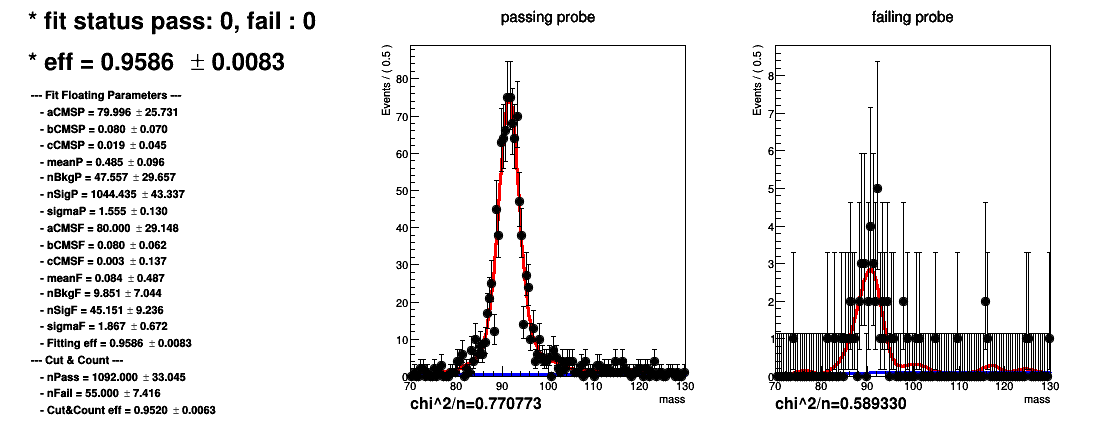 * fit status pass: 0, fail : 0
* eff = 0.9586 ± 0.0083
--- Fit Floating Parameters ---
- aCMSP = 79.996 ± 25.731
- bCMSP = 0.080 ± 0.070
- cCMSP = 0.019 ± 0.045
- meanP = 0.485 ± 0.096
- nBkgP = 47.557 ± 29.657
- nSigP = 1044.435 ± 43.337
- sigmaP = 1.555 ± 0.130
- aCMSF = 80.000 ± 29.148
- bCMSF = 0.080 ± 0.062
- cCMSF = 0.003 ± 0.137
- meanF = 0.084 ± 0.487
- nBkgF = 9.851 ± 7.044
- nSigF = 45.151 ± 9.236
- sigmaF = 1.867 ± 0.672
- Fitting eff = 0.9586 ± 0.0083
--- Cut & Count ---
- nPass = 1092.000 ± 33.045
- nFail = 55.000 ± 7.416
- Cut&Count eff = 0.9520 ± 0.0063
passing probe
Events / ( 0.5 )
80
70
60
50
40
30
20
10
0
70 80 90 100 110 120 130
mass
chi^2/n=0.770773
failing probe
Events / ( 0.5 )
8
7
6
5
4
3
2
1
0
70 80 90 100 110 120 130
mass
chi^2/n=0.589330